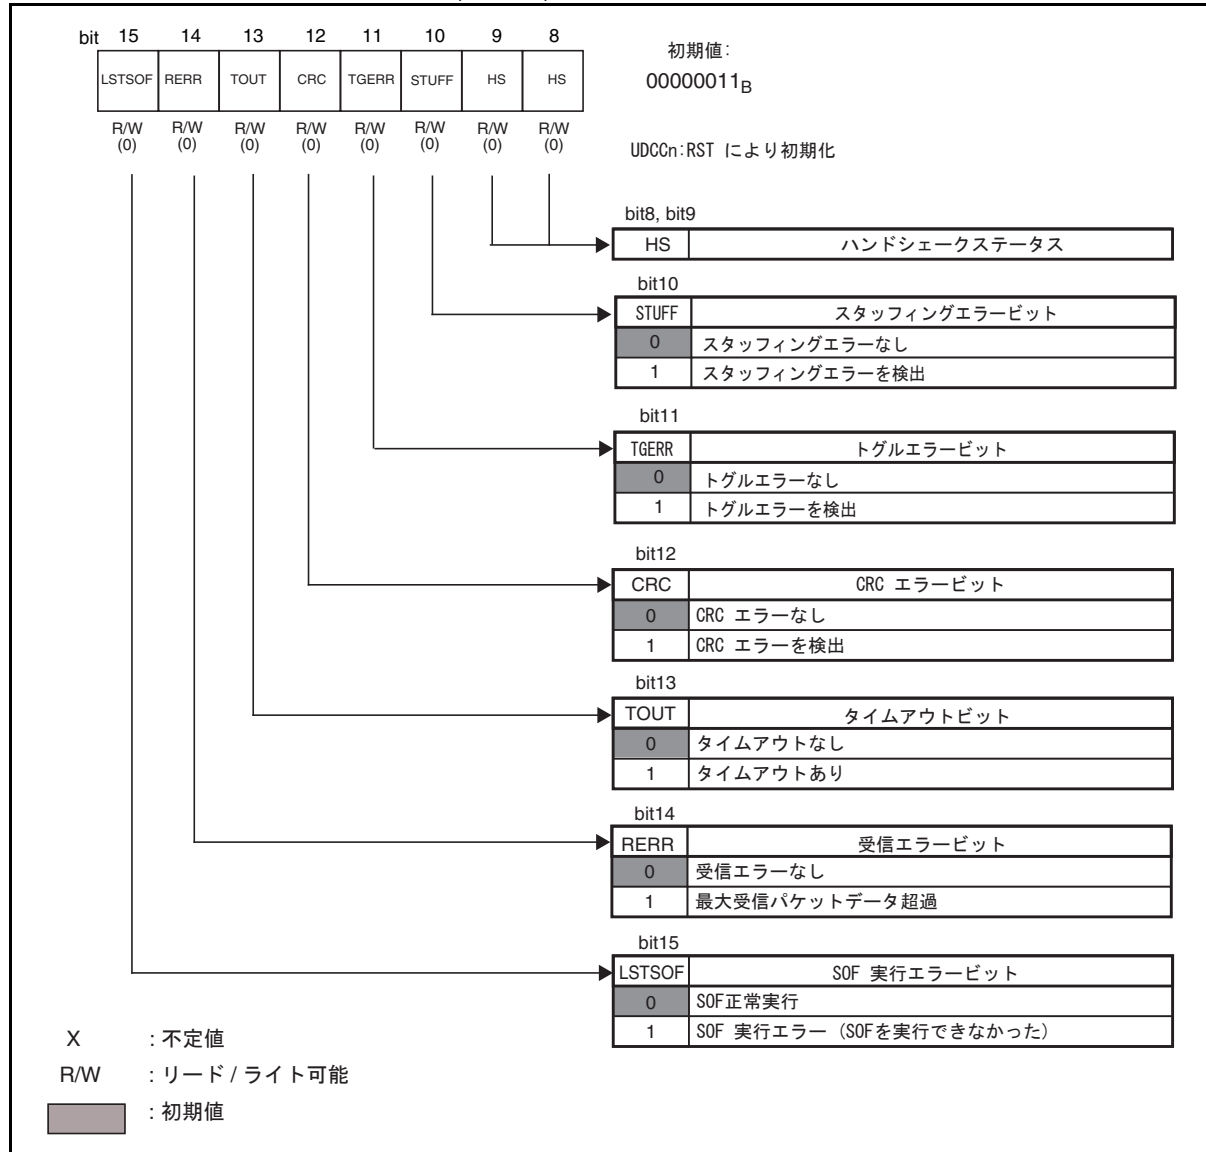 bit 15 14 13 12 11 10 9 8
LSTSOF RERR TOUT CRC TGERR STUFF HS HS
R/W R/W R/W R/W R/W R/W R/W R/W
(0) (0) (0) (0) (0) (0) (0) (0)
初期値:
00000011B
UDCCn:RST により初期化
bit8, bit9
HS ハンドシェークステータス
bit10
STUFF スタッフィングエラービット
0 スタッフィングエラーなし
1 スタッフィングエラーを検出
bit11
TGERR トグルエラービット
0 トグルエラーなし
1 トグルエラーを検出
bit12
CRC CRC エラービット
0 CRC エラーなし
1 CRC エラーを検出
bit13
TOUT タイムアウトビット
0 タイムアウトなし
1 タイムアウトあり
bit14
RERR 受信エラービット
0 受信エラーなし
1 最大受信パケットデータ超過
bit15
LSTSOF SOF 実行エラービット
0 SOF正常実行
1 SOF 実行エラー (SOFを実行できなかった)
X : 不定値
R/W : リード / ライト可能
: 初期値